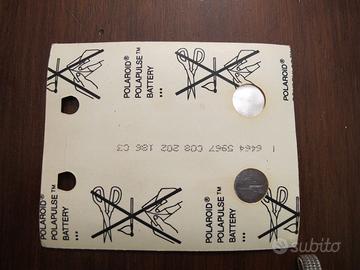 POLAROID®
POLAPULSE™
BATTERY
•••
POLAROID®
POLAPULSE™
BATTERY
•••
I 6464 5967 C08 202 186 C3
POLAROID®
POLAPULSE™
BATTERY
•••
POLAROID®
POLAPULSE™
BATTERY
•••
subito